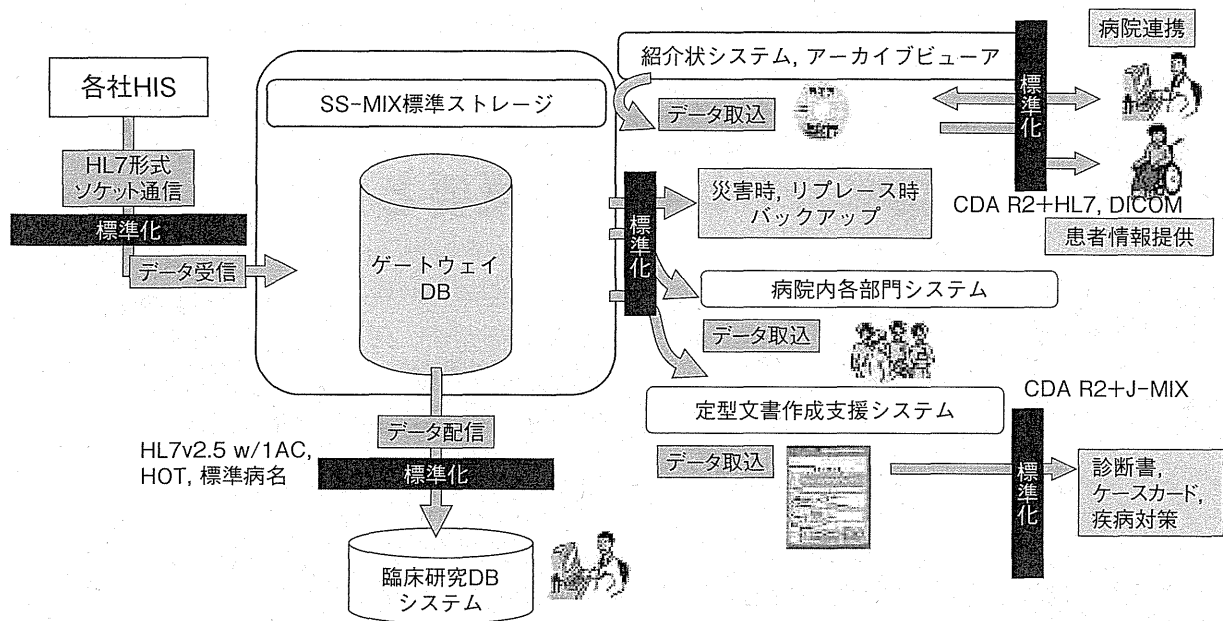 各社HIS
HL7形式
ソケット通信
標準化
データ受信
SS-MIX標準ストレージ
ゲートウェイ
DB
データ配信
HL7v2.5 w/1AC,
HOT, 標準病名
標準化
臨床研究DB
システム
標準化
紹介状システム, アーカイブビューア
データ取込
標準化
病院連携
CDA R2+HL7, DICOM
患者情報提供
災害時, リプレース時
バックアップ
病院内各部門システム
データ取込
定型文書作成支援システム
データ取込
CDA R2+J-MIX
標準化
診断書,
ケースカード,
疾病対策